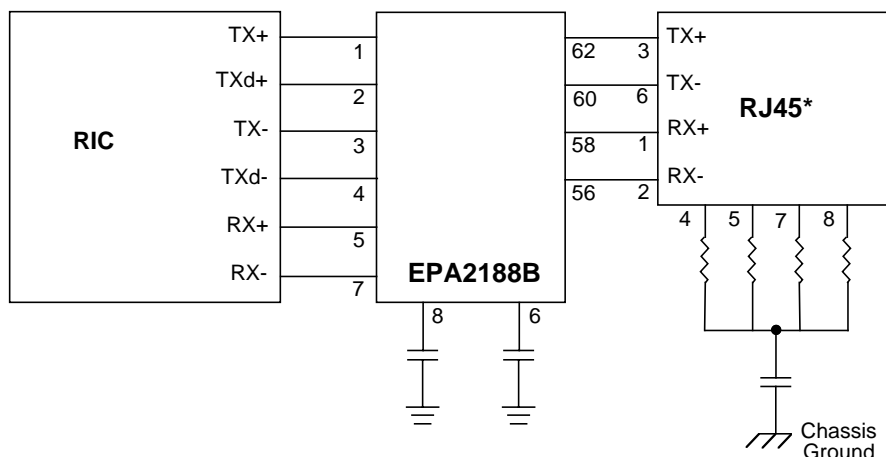 TX+
1
62
3
TX+
TXd+
2
60
6
TX-
RIC
TX-
3
58
1
RX+
RJ45*
TXd-
4
56
2
RX-
RX+
5
RX-
7
EPA2188B
8
6
4
5
7
8
Chassis
Ground